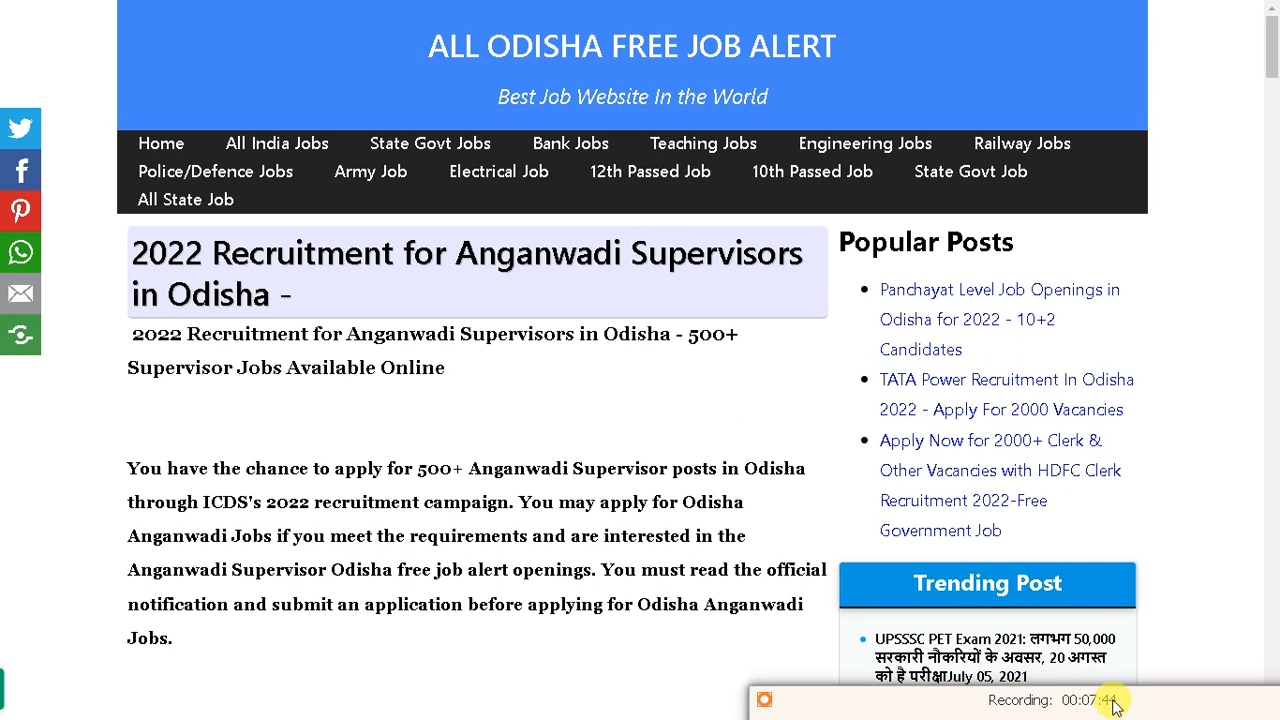 ALL ODISHA FREE JOB ALERT
Best Job Website In the World
Home All India Jobs State Govt Jobs Bank Jobs Teaching Jobs Engineering Jobs Railway Jobs
Police/Defence Jobs Army Job Electrical Job 12th Passed Job 10th Passed Job State Govt Job
All State Job
2022 Recruitment for Anganwadi Supervisors
in Odisha -
2022 Recruitment for Anganwadi Supervisors in Odisha - 500+
Supervisor Jobs Available Online
You have the chance to apply for 500+ Anganwadi Supervisor posts in Odisha
through ICDS's 2022 recruitment campaign. You may apply for Odisha
Anganwadi Jobs if you meet the requirements and are interested in the
Anganwadi Supervisor Odisha free job alert openings. You must read the official
notification and submit an application before applying for Odisha Anganwadi
Jobs.
Popular Posts
Panchayat Level Job Openings in
Odisha for 2022 - 10+2
Candidates
TATA Power Recruitment In Odisha
2022 - Apply For 2000 Vacancies
Apply Now for 2000+ Clerk &
Other Vacancies with HDFC Clerk
Recruitment 2022-Free
Government Job
Trending Post
UPSSSC PET Exam 2021: लगभग 50,000
सरकारी नौकरियों के अवसर, 20 अगस्त
को है परीक्षाJuly 05, 2021
Recording: 00:07:44